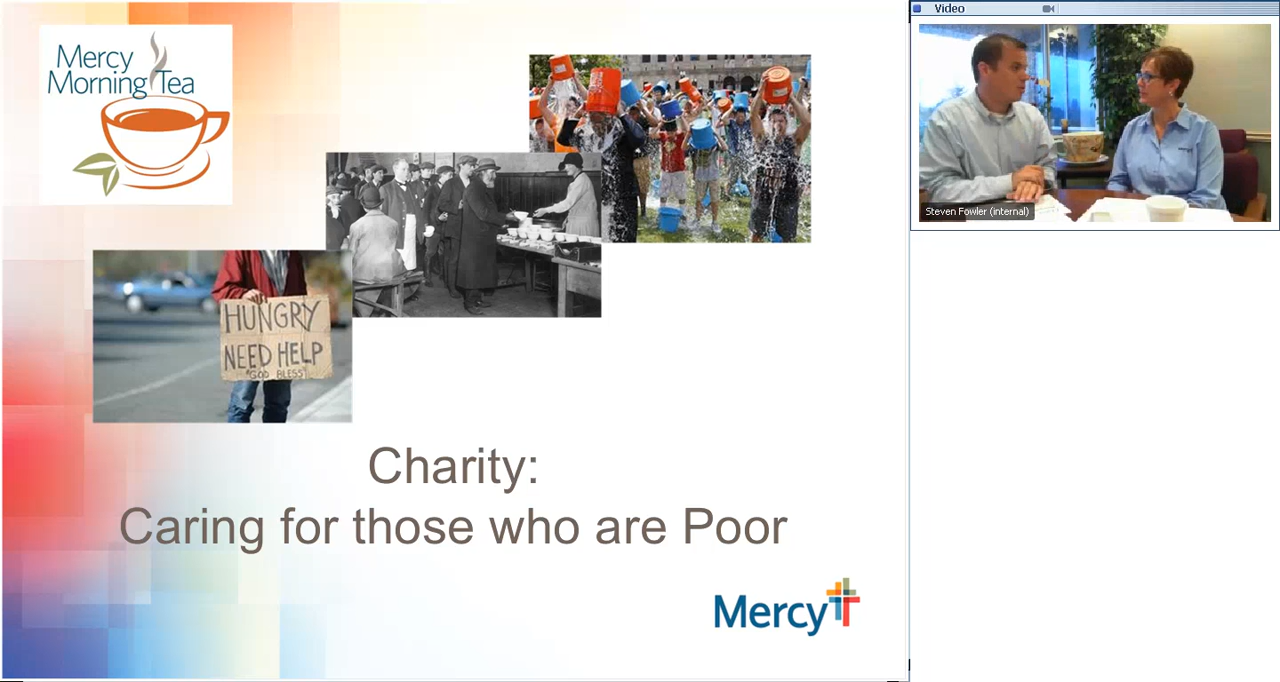 Mercy
Morning Tea
HUNGRY
NEED HELP
"GOD BLESS"
Charity:
Caring for those who are Poor
Mercy
Video
Steven Fowler (internal)